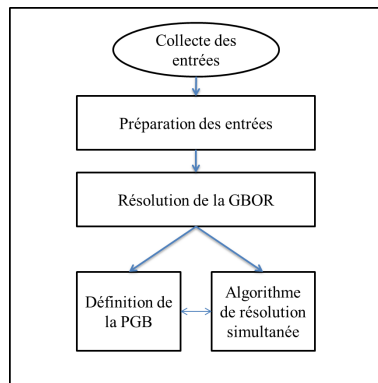 Collecte des
entrées
Préparation des entrées
Résolution de la GBOR
Définition de
la PGB
Algorithme
de résolution
simultanée